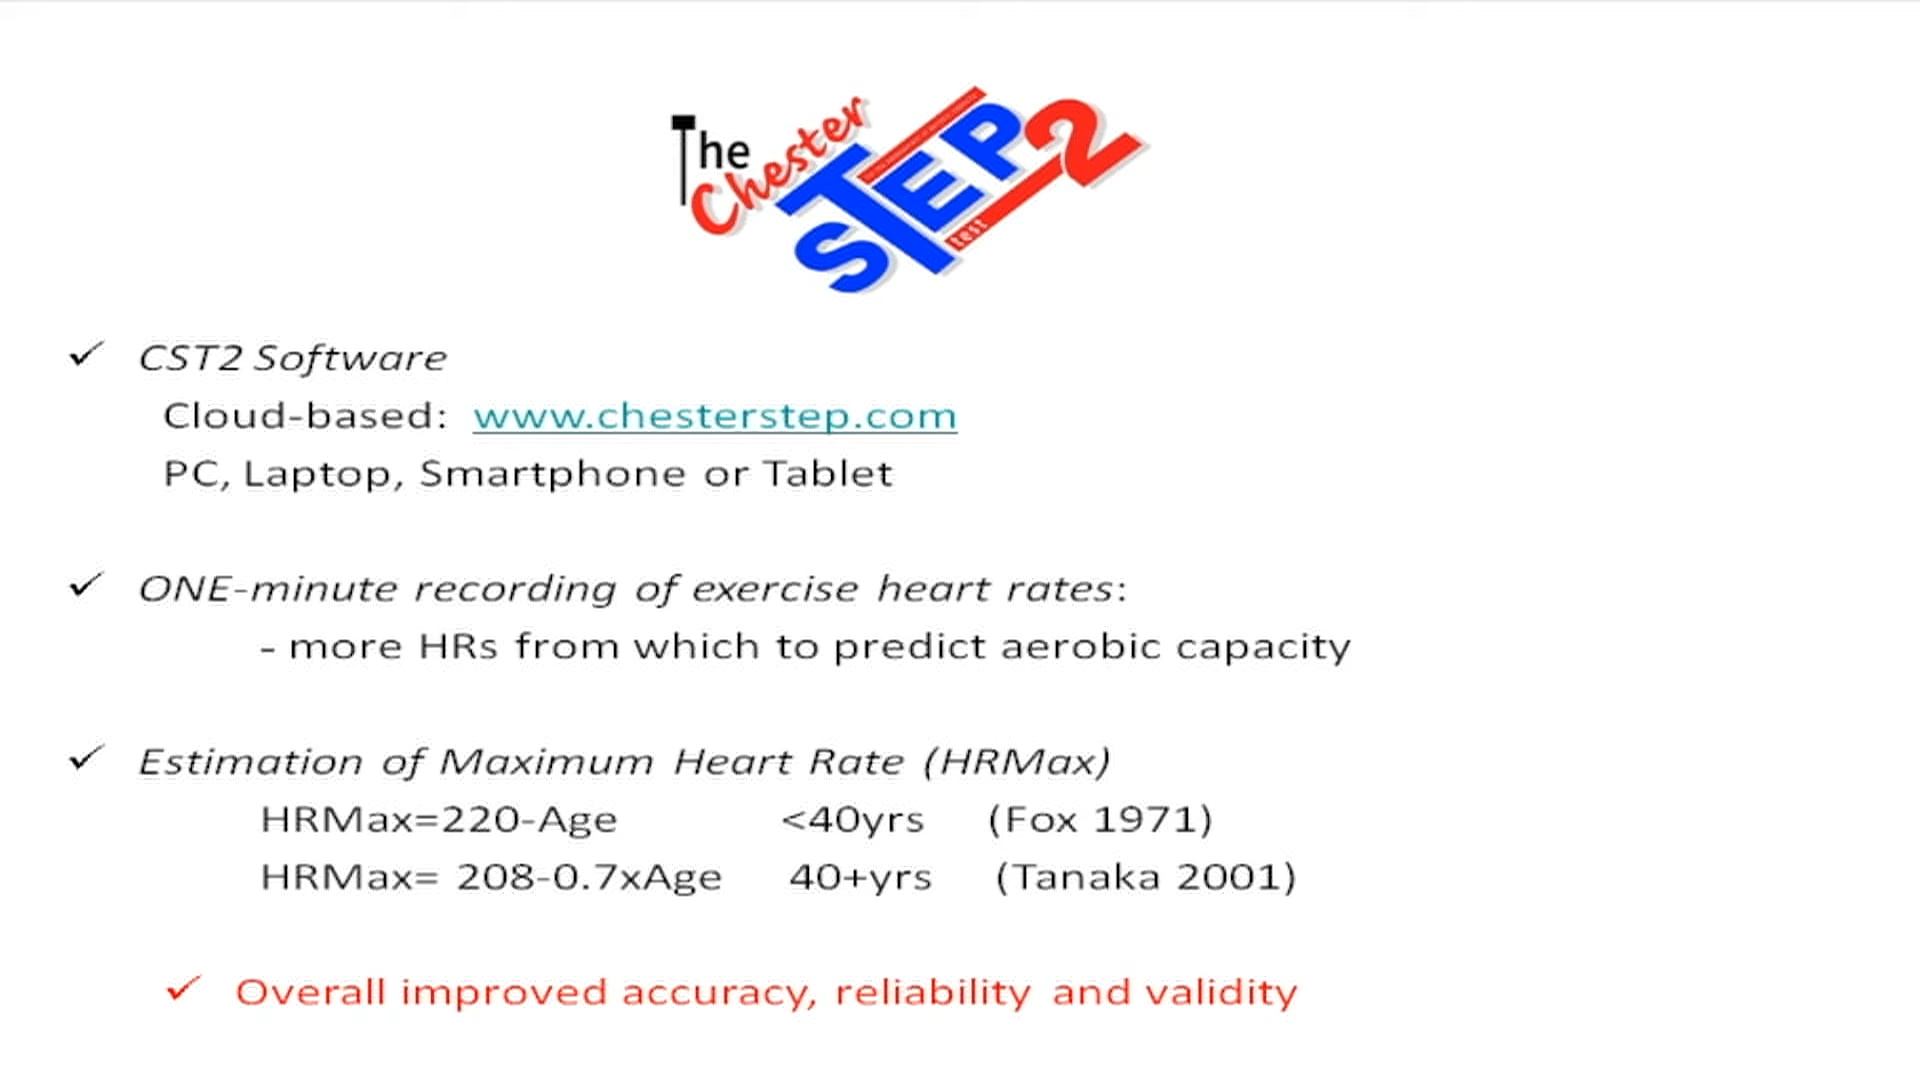 The Chester STEP2 test
✓ CST2 Software
Cloud-based: www.chesterstep.com
PC, Laptop, Smartphone or Tablet
✓ ONE-minute recording of exercise heart rates:
- more HRs from which to predict aerobic capacity
✓ Estimation of Maximum Heart Rate (HRMax)
HRMax=220-Age <40yrs (Fox 1971)
HRMax= 208-0.7xAge 40+yrs (Tanaka 2001)
✓ Overall improved accuracy, reliability and validity